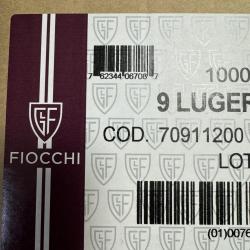 7 62344 06708 7
1000
9 LUGER
COD. 70911200
FIOCCHI
LOT
(01)0076